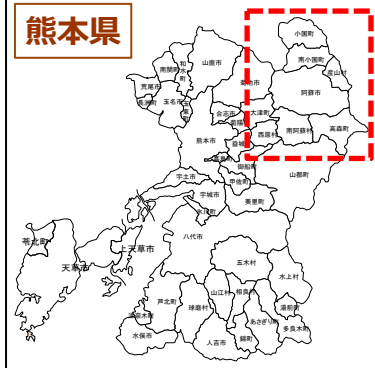 熊本県
小国町
南小国町
産山村
阿蘇市
高森町
南阿蘇村
西原村
大津町
菊池市
山鹿市
和水町
南関町
荒尾市
長洲町
玉名市
玉東町
合志市
菊陽町
熊本市
益城町
嘉島町
御船町
甲佐町
山都町
宇土市
宇城市
美里町
氷川町
八代市
上天草市
天草市
苓北町
五木村
水上村
相良村
山江村
湯前町
多良木町
あさぎり町
錦町
人吉市
球磨村
芦北町
津奈木町
水俣市